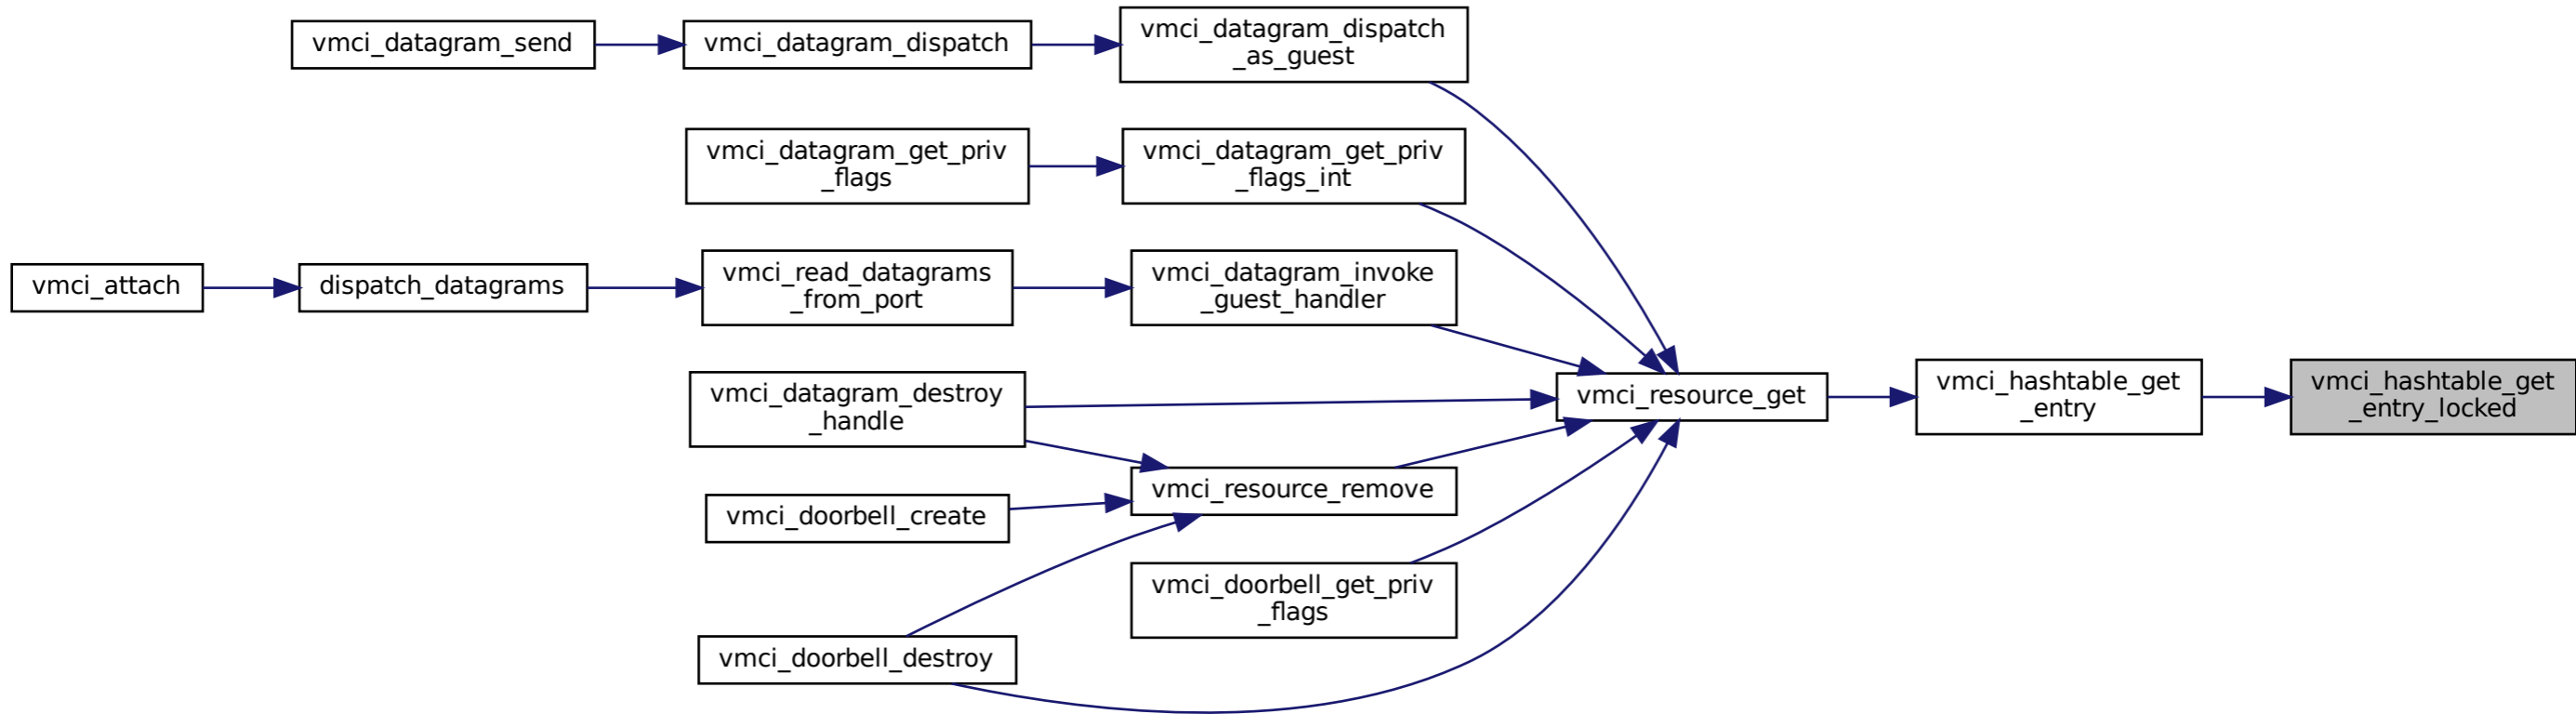 vmci_datagram_send
vmci_datagram_dispatch
vmci_datagram_dispatch
_as_guest
vmci_datagram_get_priv
_flags
vmci_datagram_get_priv
_flags_int
vmci_attach
dispatch_datagrams
vmci_read_datagrams
_from_port
vmci_datagram_invoke
_guest_handler
vmci_datagram_destroy
_handle
vmci_resource_get
vmci_hashtable_get
_entry
vmci_hashtable_get
_entry_locked
vmci_resource_remove
vmci_doorbell_create
vmci_doorbell_get_priv
_flags
vmci_doorbell_destroy